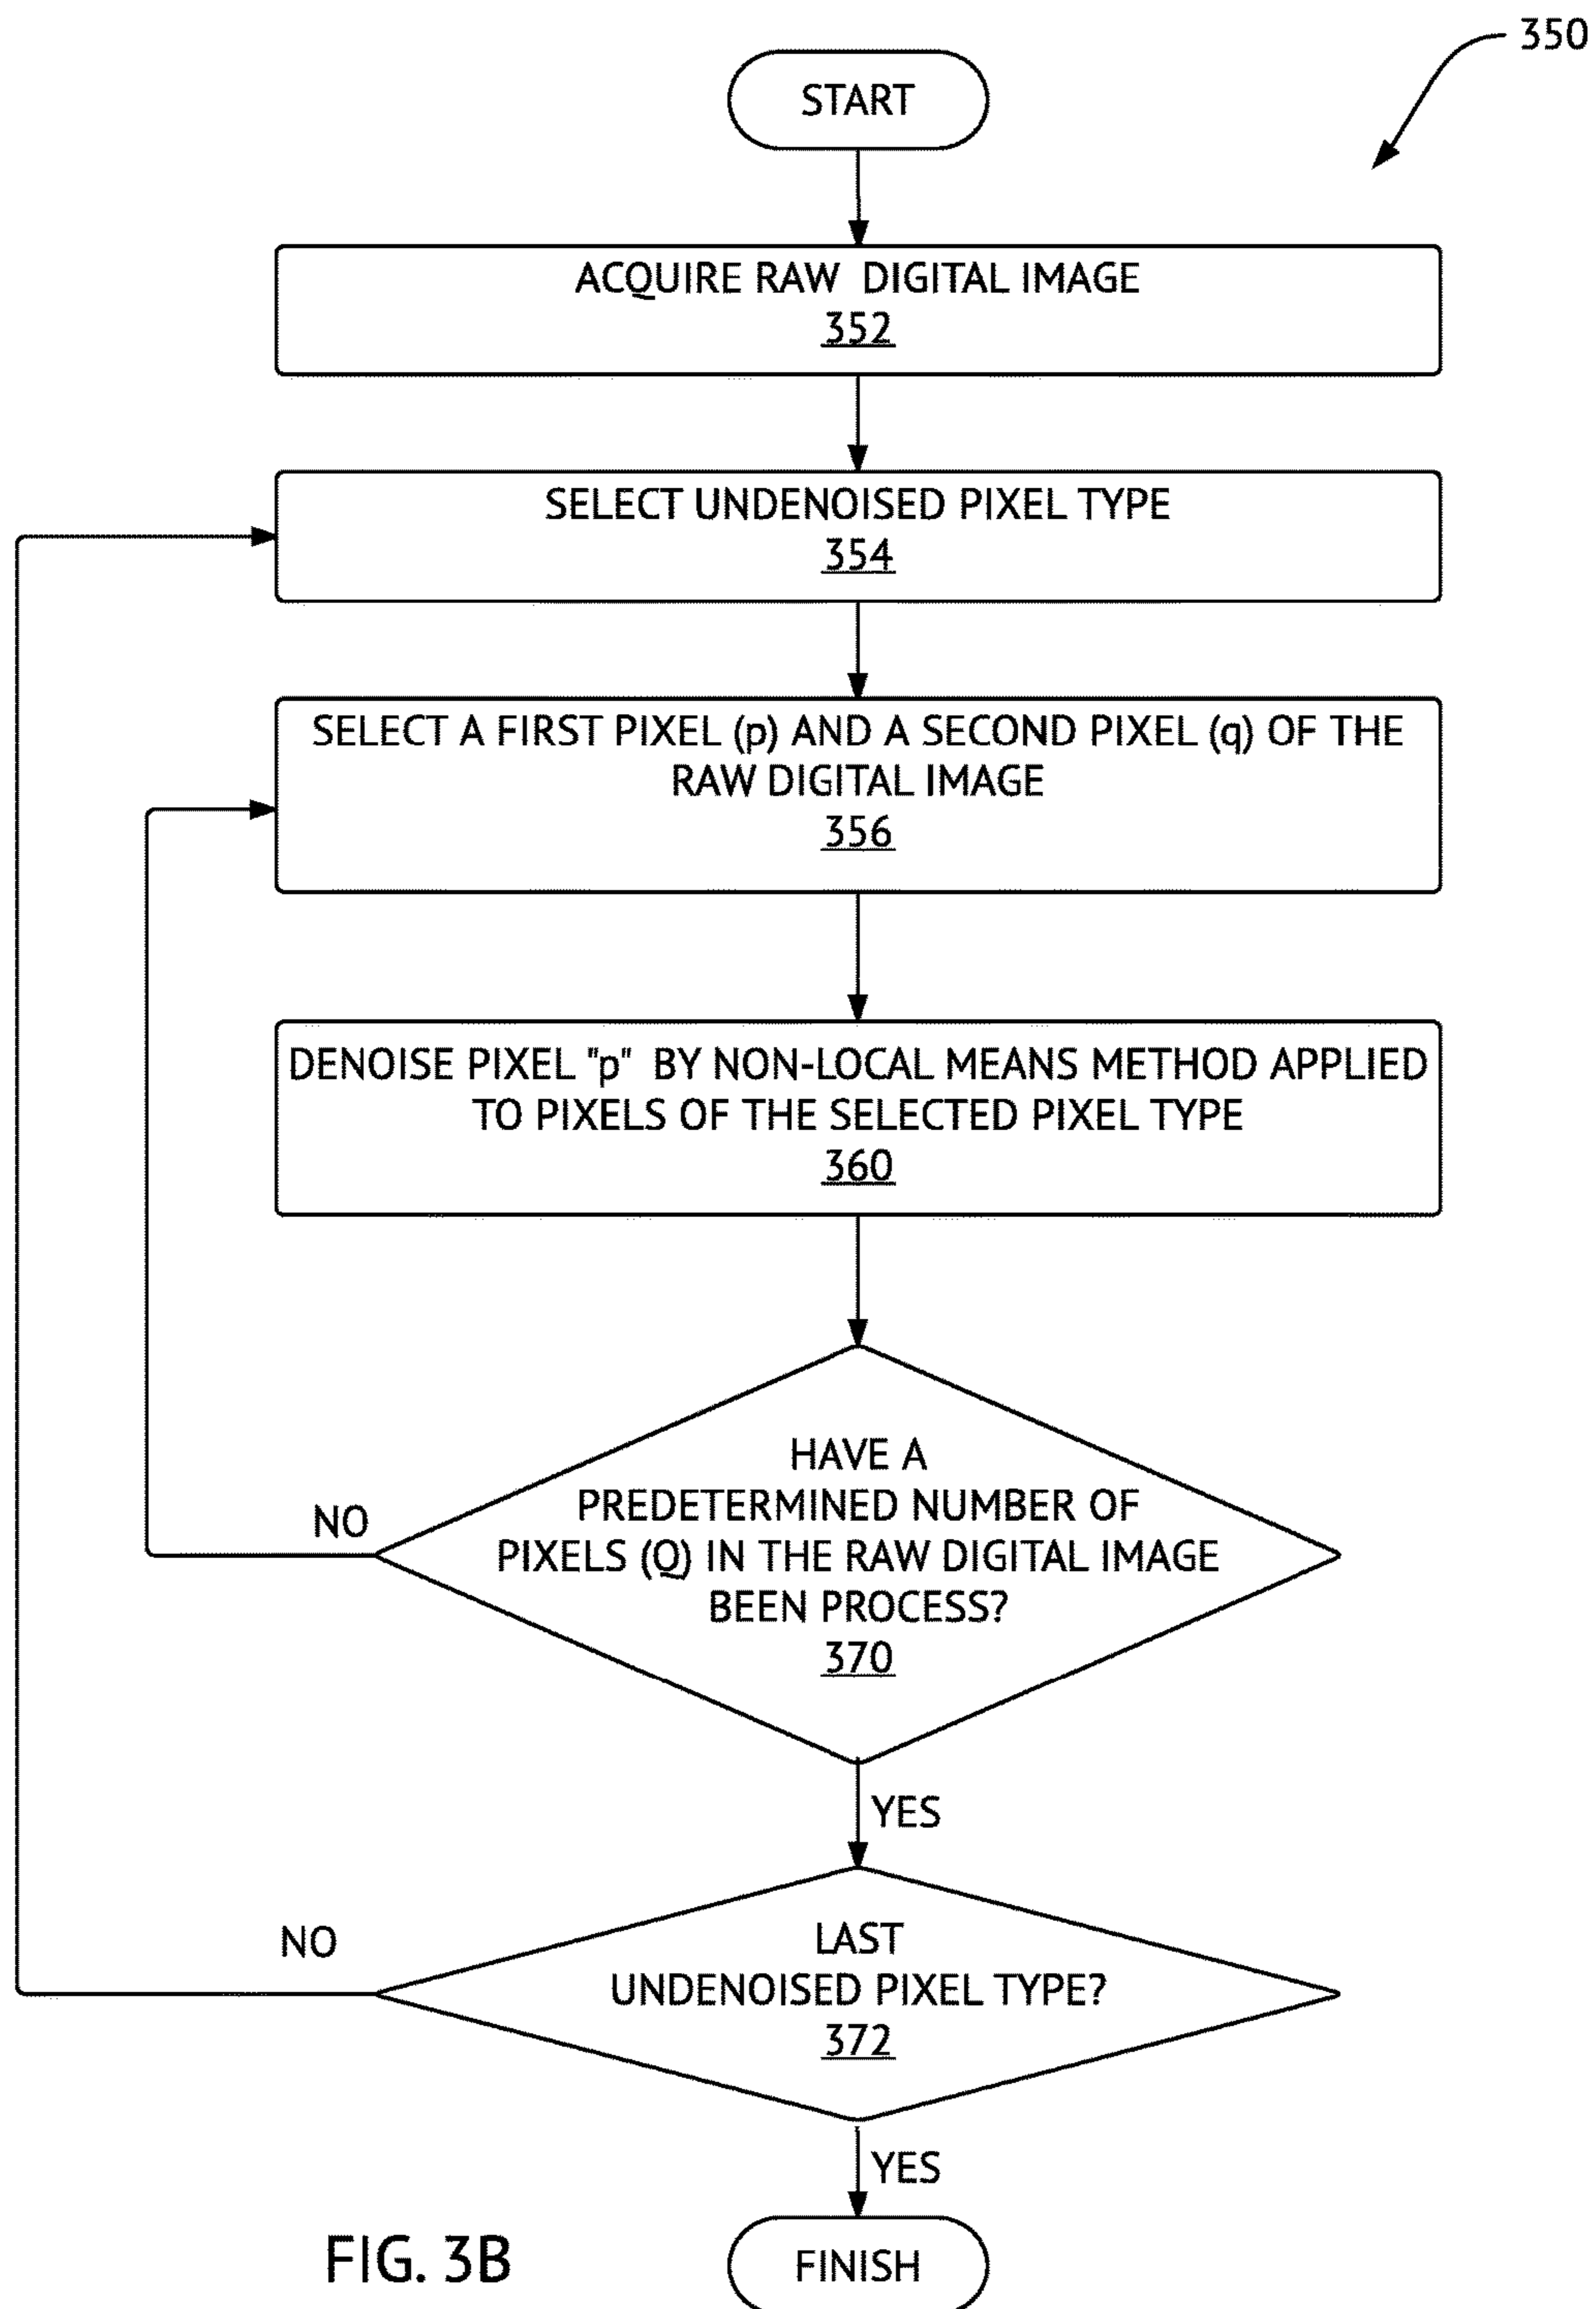 350
START
ACQUIRE RAW DIGITAL IMAGE
352
SELECT UNDENOISED PIXEL TYPE
354
SELECT A FIRST PIXEL (p) AND A SECOND PIXEL (q) OF THE
RAW DIGITAL IMAGE
356
DENOISE PIXEL "p" BY NON-LOCAL MEANS METHOD APPLIED
TO PIXELS OF THE SELECTED PIXEL TYPE
360
HAVE A
PREDETERMINED NUMBER OF
PIXELS (Q) IN THE RAW DIGITAL IMAGE
BEEN PROCESS?
370
NO
YES
LAST
UNDENOISED PIXEL TYPE?
372
NO
YES
FINISH
FIG. 3B